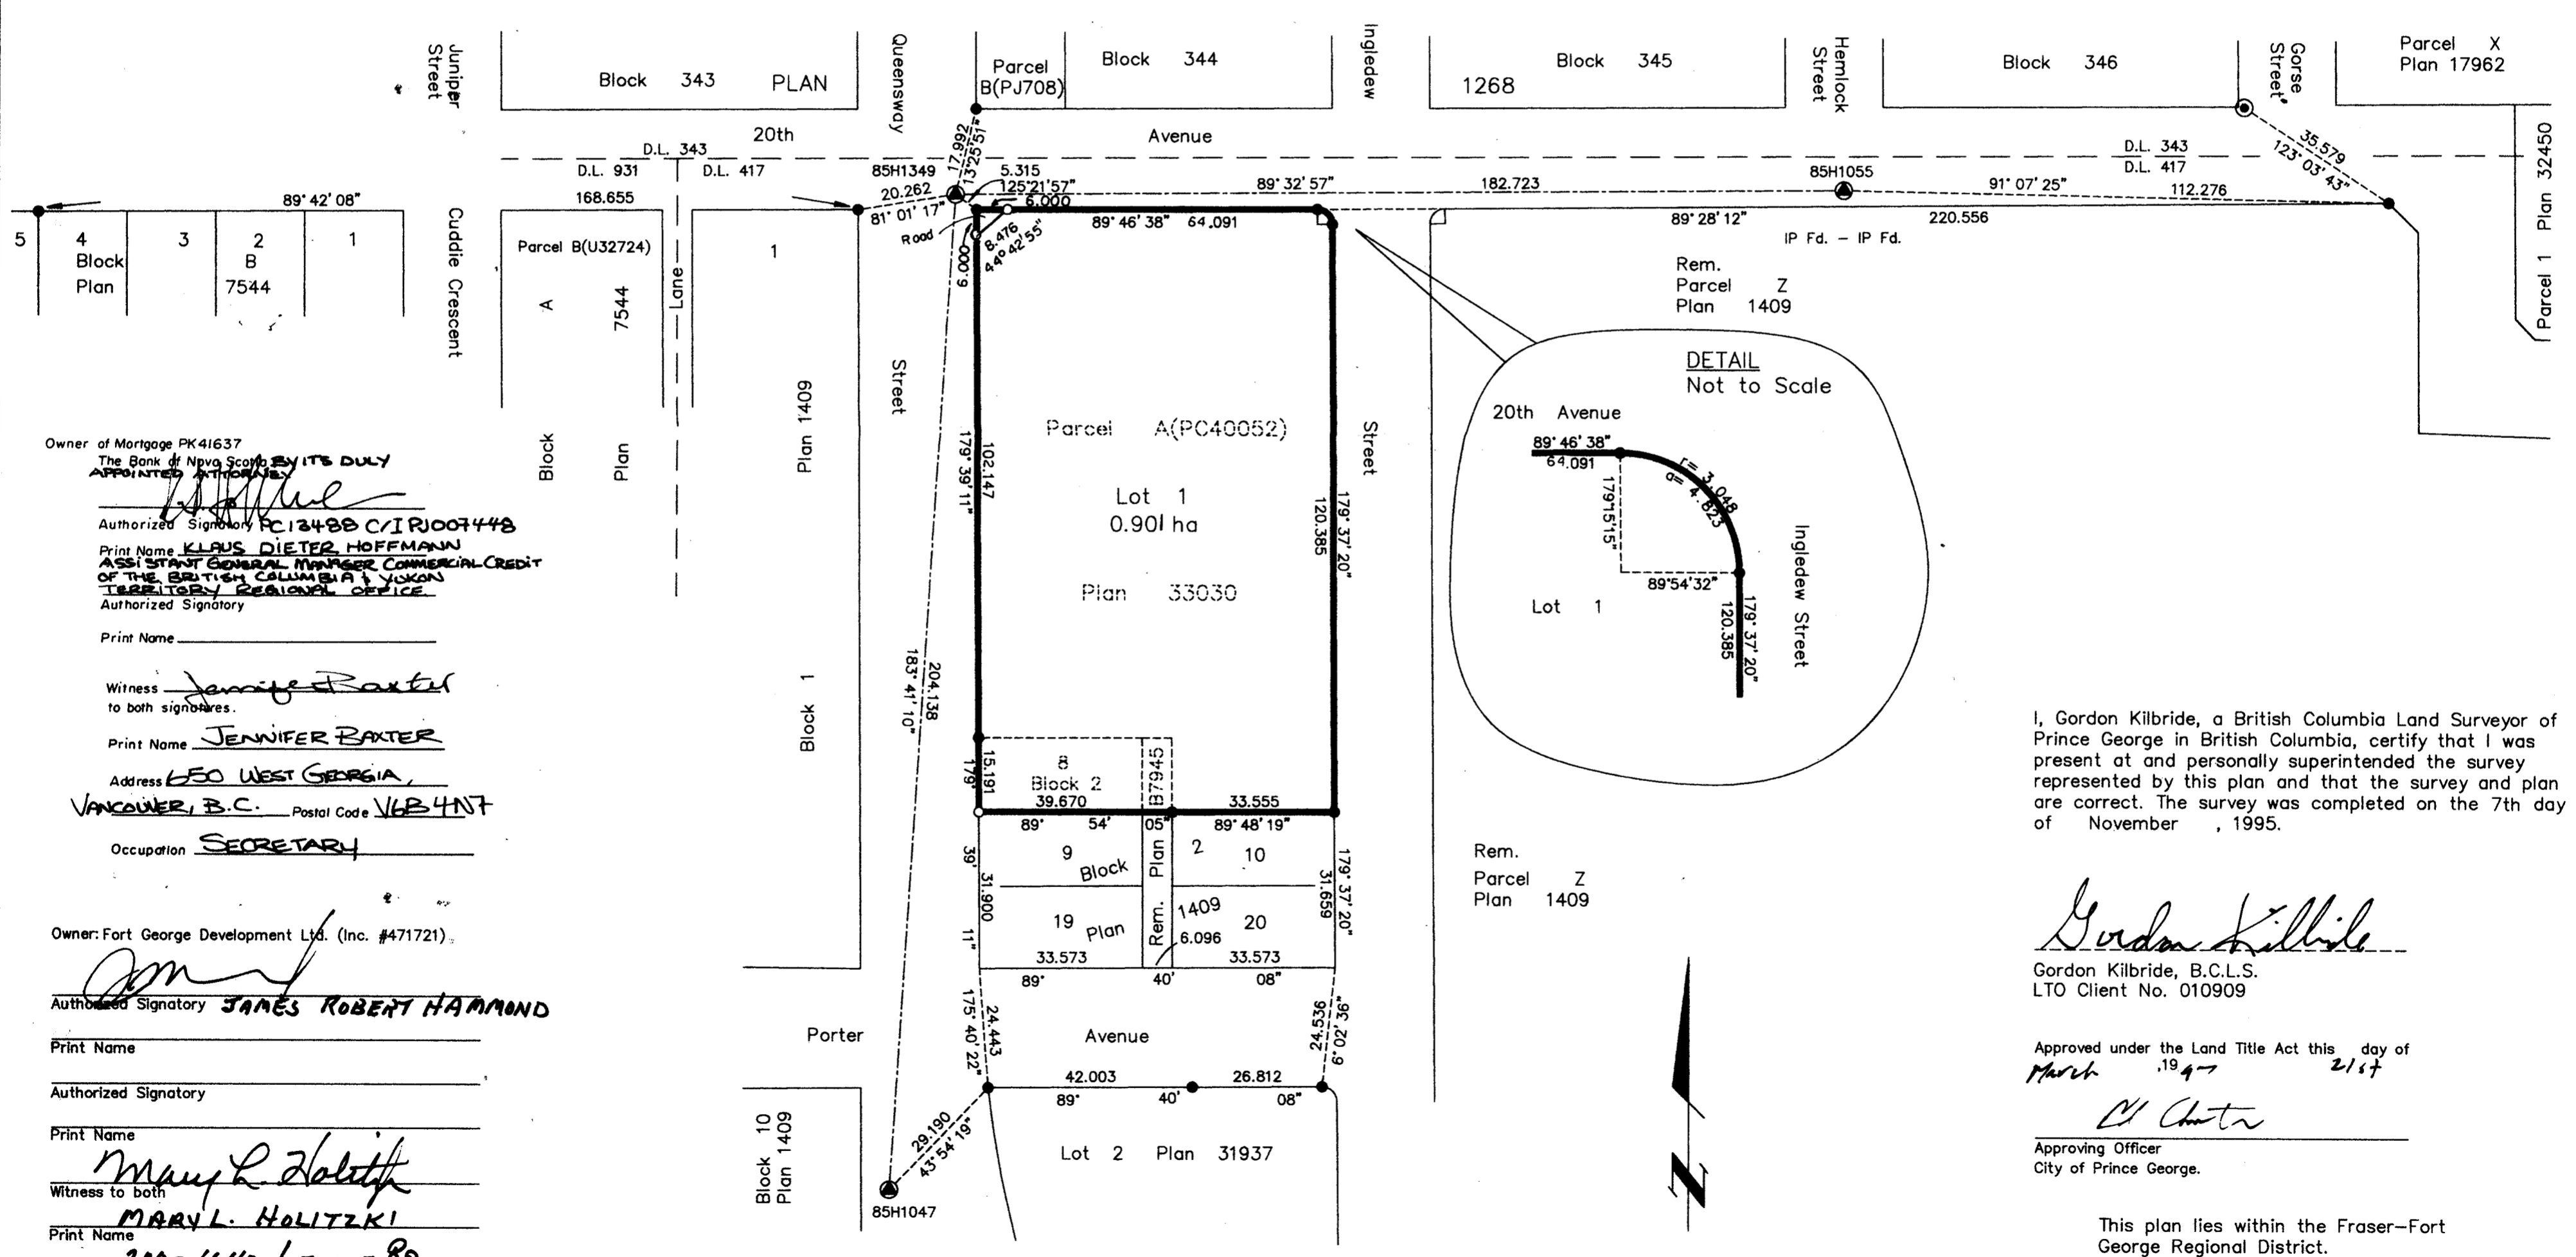 Juniper Street
Block 343 PLAN
Queensway
Parcel B(PJ708)
Block 344
Ingledew
1268
Block 345
Hemlock Street
Block 346
Gorse Street
Parcel X
Plan 17962
20th Avenue
17.992
13°25'51"
D.L. 343
D.L. 931
D.L. 417
85H1349
5.315
125°21'57"
89°32'57"
182.723
85H1055
D.L. 343
D.L. 417
91°07'25"
112.276
35.579
123°03'43"
Parcel 1 Plan 32450
89°42'08"
168.655
20.262
81°01'17"
6.000
89°46'38" 64.091
89°28'12"
220.556
IP Fd. - IP Fd.
Road
8.476
44°42'55"
6.000
5
4
3
2
1
Block B
Plan 7544
Cuddie Crescent
Parcel B(U32724)
Block A
Plan 7544
Lane
1
Block 1
Plan 1409
Street
Rem.
Parcel Z
Plan 1409
DETAIL
Not to Scale
20th Avenue
89°46'38"
64.091
r= 3.048
a= 4.823
179°15'15"
89°54'32"
Lot 1
179°37'20"
120.385
Ingledew Street
Parcel A(PC40052)
Lot 1
0.901 ha
Plan 33030
102.147
179°39'11"
179°37'20"
120.385
Street
204.138
183°41'10"
15.191
179°
8
Block 2
B7945
39.670
33.555
89° 54' 05"
89°48'19"
39'
31.900
11"
9
Block 2
10
Rem. Plan
19
Plan 1409
20
6.096
33.573
33.573
89° 40' 08"
179°37'20"
31.659
Rem.
Parcel Z
Plan 1409
Porter Avenue
24.443
175°40'22"
24.536
6°02'36"
42.003
26.812
89° 40' 08"
29.190
43°54'19"
85H1047
Block 10
Plan 1409
Lot 2 Plan 31937
N
Owner of Mortgage PK41637
The Bank of Nova Scotia BY ITS DULY
APPOINTED ATTORNEY
Authorized Signatory PC13488 C/I PJ007448
Print Name KLAUS DIETER HOFFMANN
ASSISTANT GENERAL MANAGER COMMERCIAL CREDIT
OF THE BRITISH COLUMBIA & YUKON
TERRITORY REGIONAL OFFICE
Authorized Signatory
Print Name
Witness Jennifer Baxter
to both signatures.
Print Name JENNIFER BAXTER
Address 650 WEST GEORGIA,
VANCOUVER, B.C. Postal Code V6B 4N7
Occupation SECRETARY
Owner: Fort George Development Ltd. (Inc. #471721)
Authorized Signatory JAMES ROBERT HAMMOND
Print Name
Authorized Signatory
Print Name
Mary L. Holitzki
Witness to both
MARY L. HOLITZKI
Print Name
I, Gordon Kilbride, a British Columbia Land Surveyor of
Prince George in British Columbia, certify that I was
present at and personally superintended the survey
represented by this plan and that the survey and plan
are correct. The survey was completed on the 7th day
of November , 1995.
Gordon Kilbride
Gordon Kilbride, B.C.L.S.
LTO Client No. 010909
Approved under the Land Title Act this day of
March ,19 21st
Approving Officer
City of Prince George.
This plan lies within the Fraser-Fort
George Regional District.